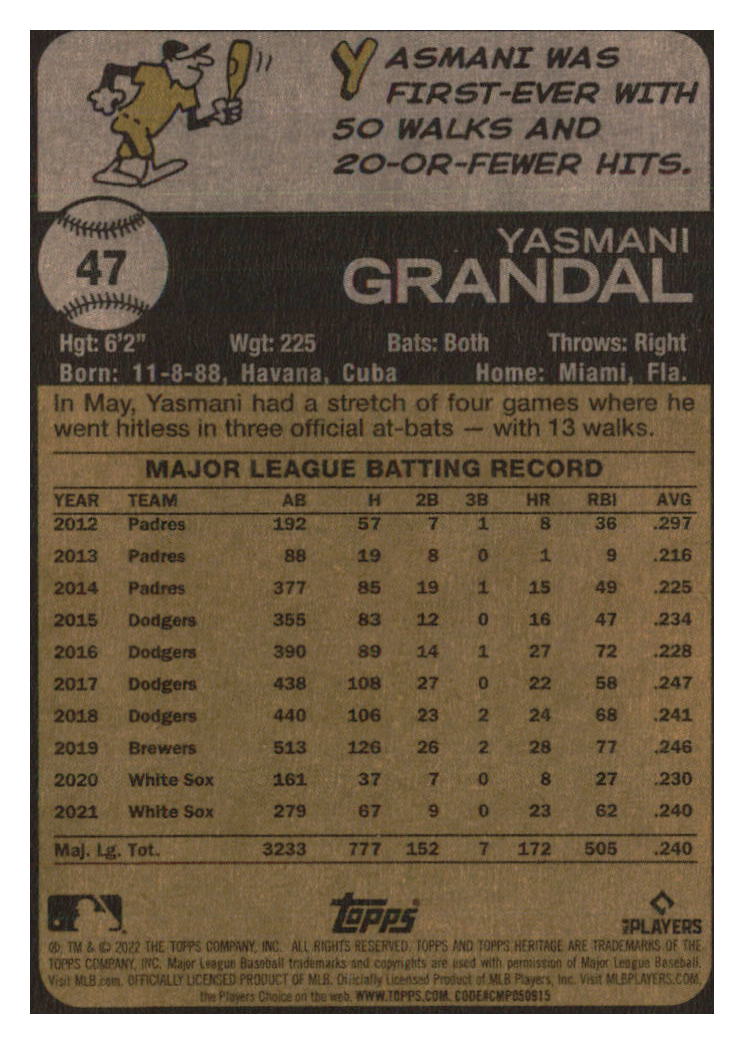 YASMANI WAS
FIRST-EVER WITH
50 WALKS AND
20-OR-FEWER HITS.
47
YASMANI
GRANDAL
Hgt: 6'2" Wgt: 225 Bats: Both Throws: Right
Born: 11-8-88, Havana, Cuba Home: Miami, Fla.
In May, Yasmani had a stretch of four games where he
went hitless in three official at-bats — with 13 walks.
MAJOR LEAGUE BATTING RECORD
YEAR TEAM AB H 2B 3B HR RBI AVG
2012 Padres 192 57 7 1 8 36 .297
2013 Padres 88 19 8 0 1 9 .216
2014 Padres 377 85 19 1 15 49 .225
2015 Dodgers 355 83 12 0 16 47 .234
2016 Dodgers 390 89 14 1 27 72 .228
2017 Dodgers 438 108 27 0 22 58 .247
2018 Dodgers 440 106 23 2 24 68 .241
2019 Brewers 513 126 26 2 28 77 .246
2020 White Sox 161 37 7 0 8 27 .230
2021 White Sox 279 67 9 0 23 62 .240
Maj. Lg. Tot. 3233 777 152 7 172 505 .240
Topps
MLB PLAYERS
®, TM & © 2022 THE TOPPS COMPANY, INC. ALL RIGHTS RESERVED. TOPPS AND TOPPS HERITAGE ARE TRADEMARKS OF THE
TOPPS COMPANY, INC. Major League Baseball trademarks and copyrights are used with permission of Major League Baseball.
Visit MLB.com. OFFICIALLY LICENSED PRODUCT OF MLB. Officially Licensed Product of MLB Players, Inc. Visit MLBPLAYERS.COM,
the Players Choice on the web. WWW.TOPPS.COM. CODE#CMP050915